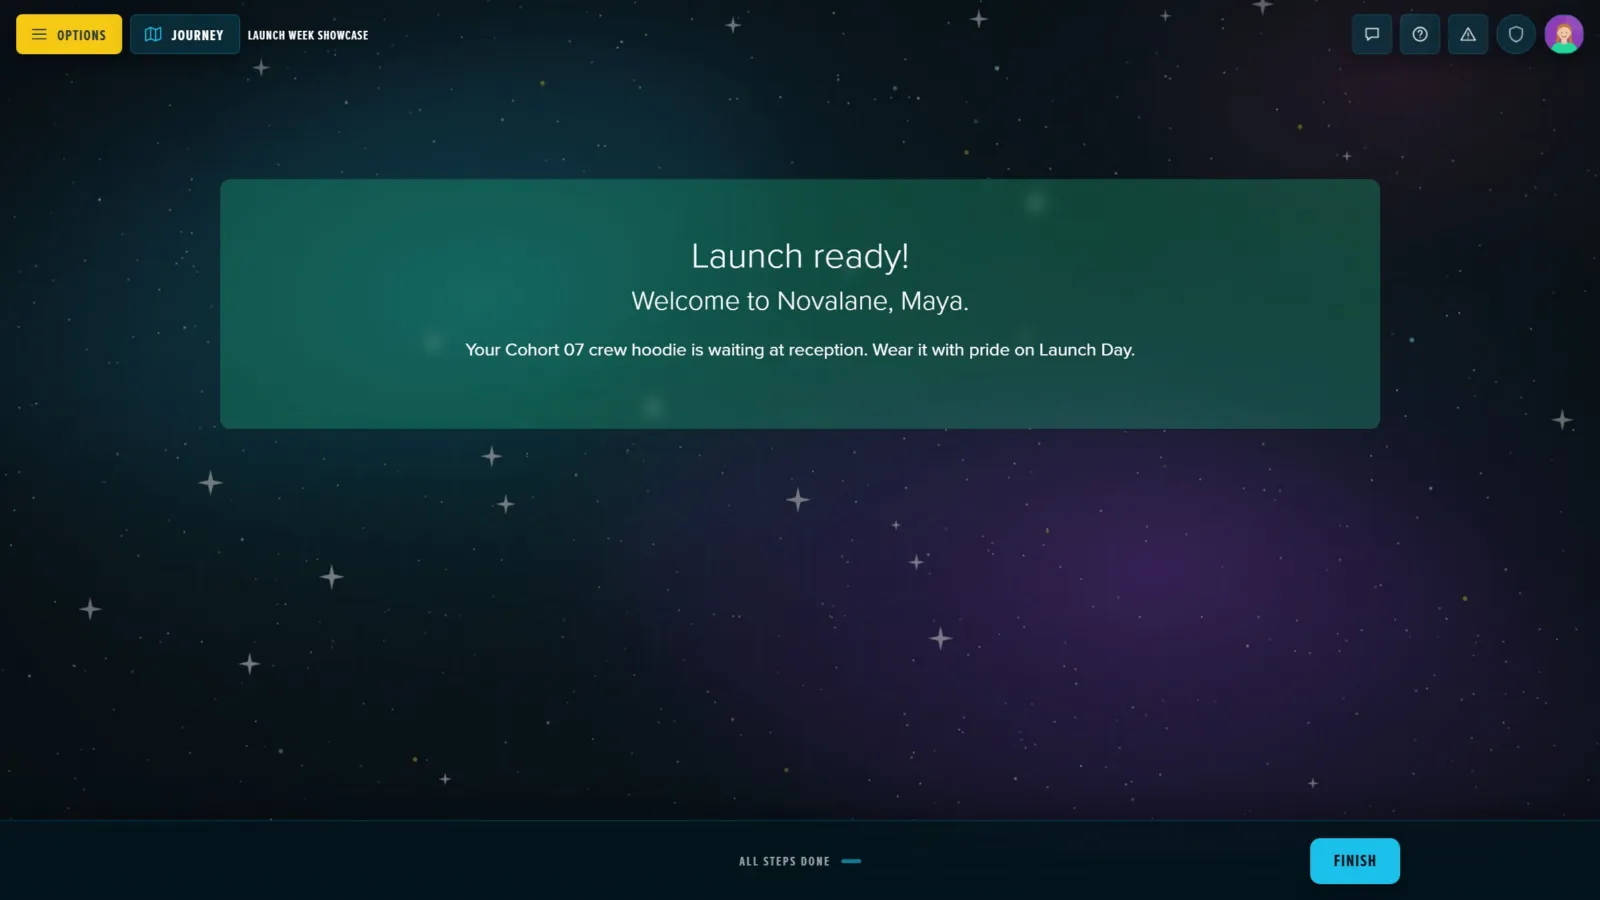 OPTIONS
JOURNEY
LAUNCH WEEK SHOWCASE
Launch ready!
Welcome to Novalane, Maya.
Your Cohort 07 crew hoodie is waiting at reception. Wear it with pride on Launch Day.
ALL STEPS DONE
FINISH